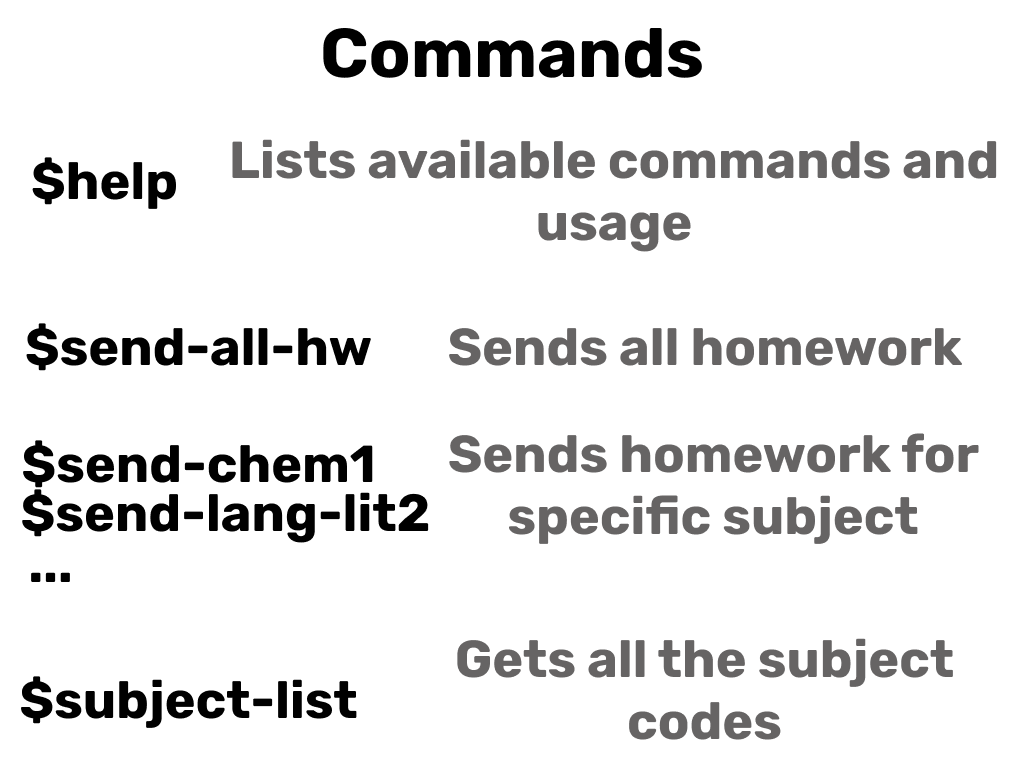 Commands
$help
Lists available commands and
usage
$send-all-hw
Sends all homework
$send-chem1
$send-lang-lit2
...
Sends homework for
specific subject
$subject-list
Gets all the subject
codes